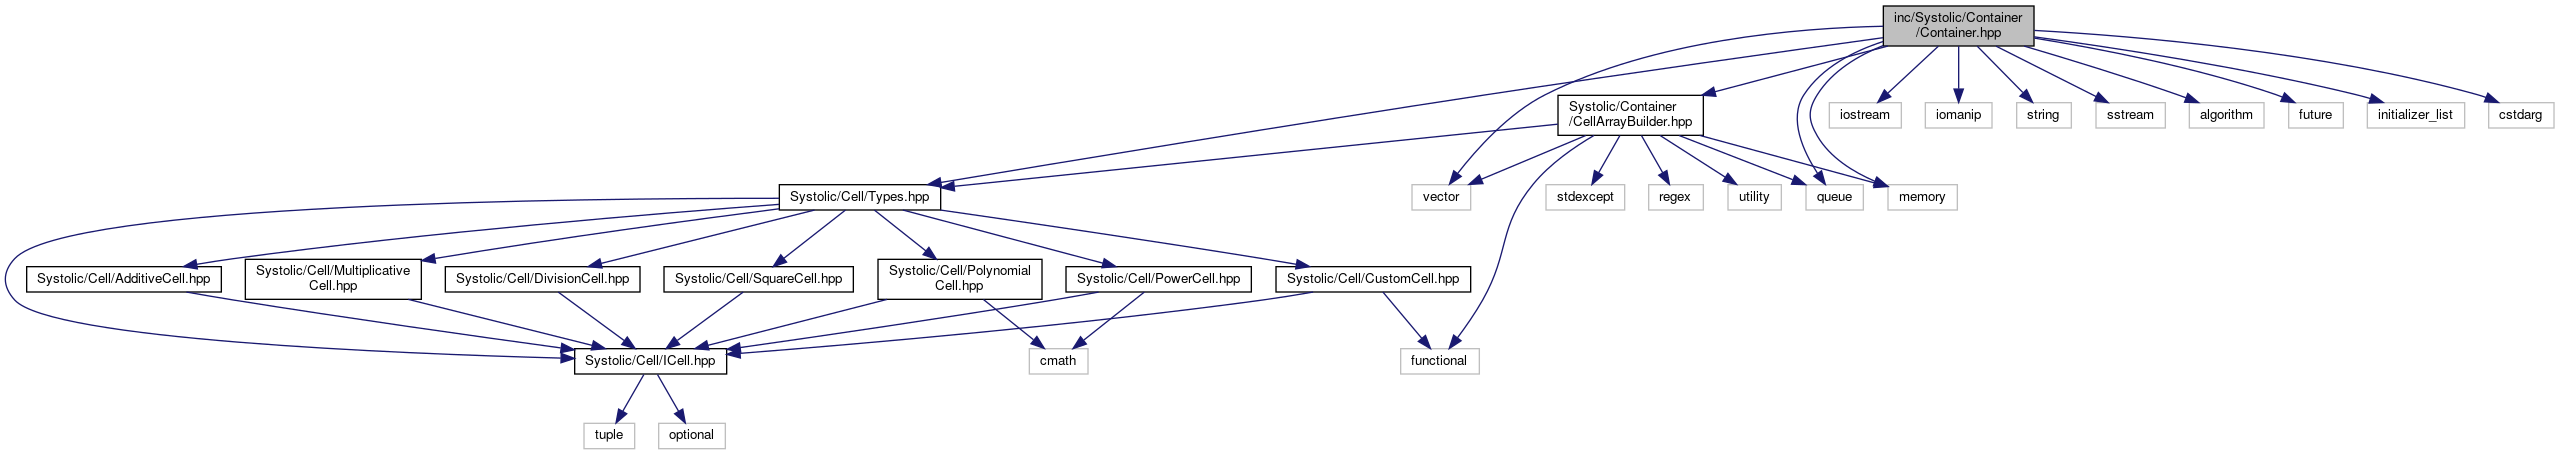 inc/Systolic/Container
/Container.hpp
Systolic/Container
/CellArrayBuilder.hpp
iostream
iomanip
string
sstream
algorithm
future
initializer_list
cstdarg
Systolic/Cell/Types.hpp
vector
stdexcept
regex
utility
queue
memory
Systolic/Cell/AdditiveCell.hpp
Systolic/Cell/Multiplicative
Cell.hpp
Systolic/Cell/DivisionCell.hpp
Systolic/Cell/SquareCell.hpp
Systolic/Cell/Polynomial
Cell.hpp
Systolic/Cell/PowerCell.hpp
Systolic/Cell/CustomCell.hpp
Systolic/Cell/ICell.hpp
cmath
functional
tuple
optional